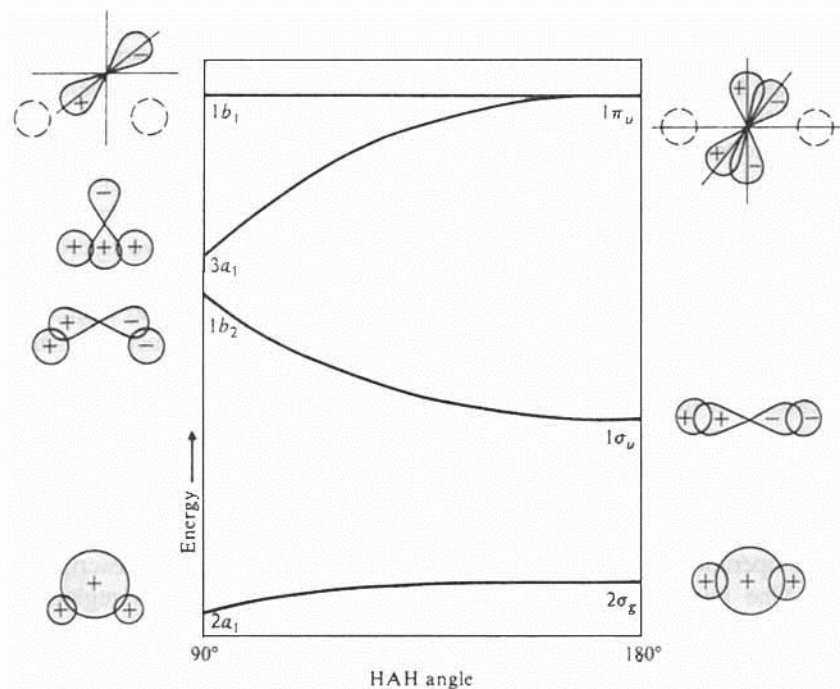 −
+
1b₁
1πᵤ
+
−
+
−
−
+ + +
3a₁
+ −
+ −
1b₂
+ + − −
1σᵤ
Energy →
+
+ +
2a₁
2σg
+ + +
90°
180°
HAH angle